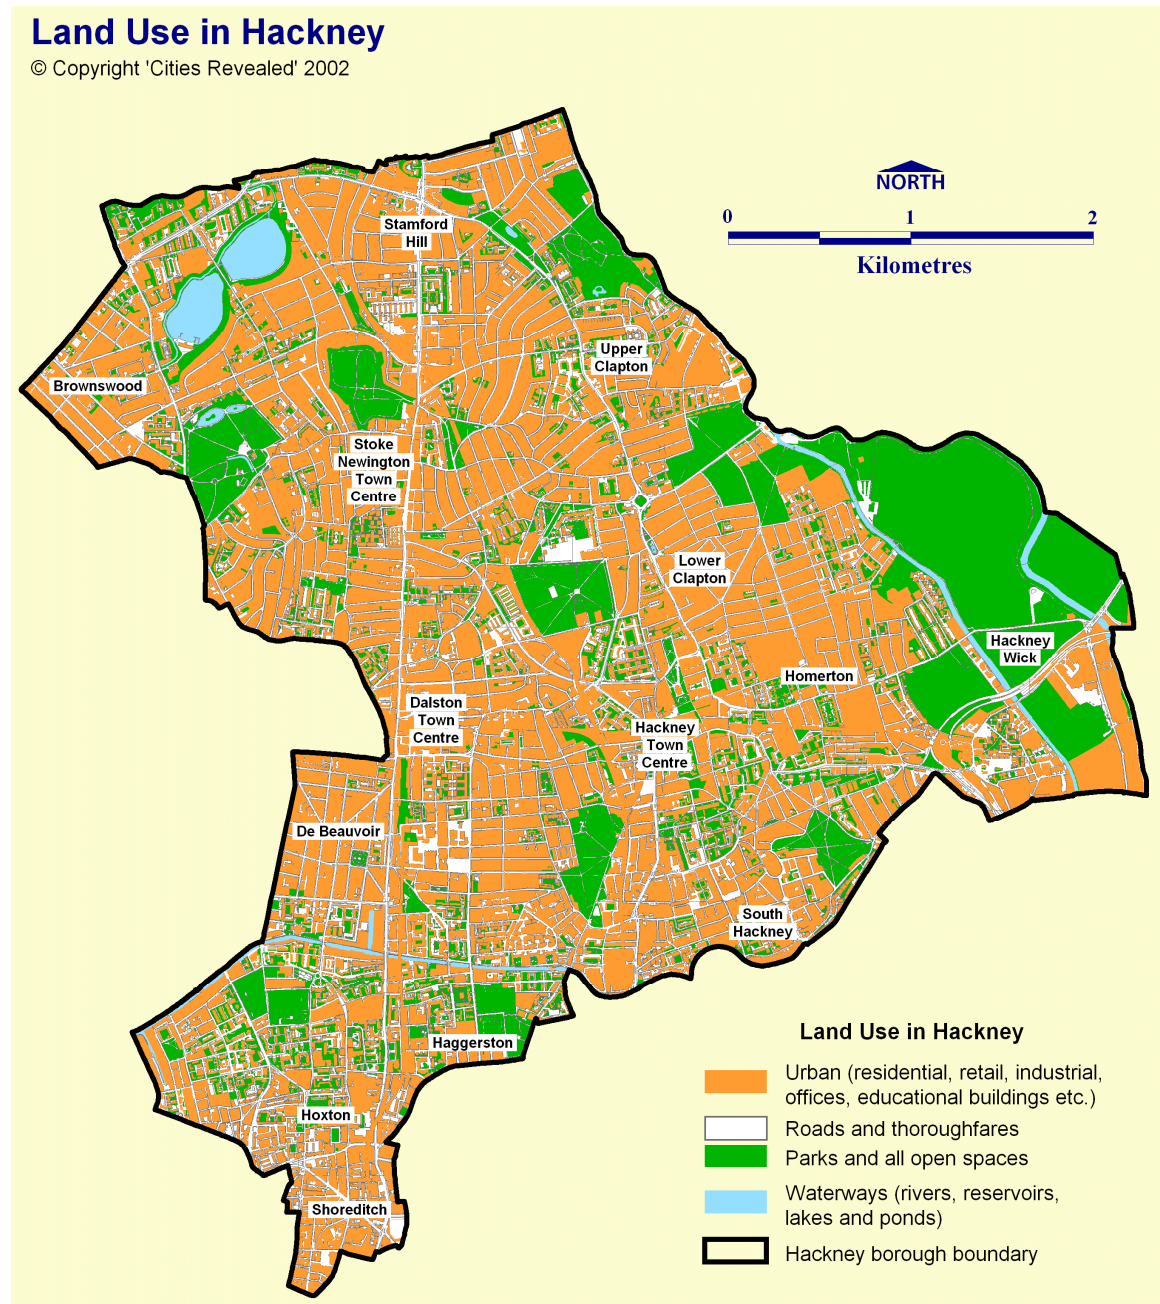 Land Use in Hackney
© Copyright 'Cities Revealed' 2002
NORTH
0 1 2
Kilometres
Stamford
Hill
Upper
Clapton
Brownswood
Stoke
Newington
Town
Centre
Lower
Clapton
Hackney
Wick
Homerton
Dalston
Town
Centre
Hackney
Town
Centre
De Beauvoir
South
Hackney
Haggerston
Hoxton
Shoreditch
Land Use in Hackney
Urban (residential, retail, industrial,
offices, educational buildings etc.)
Roads and thoroughfares
Parks and all open spaces
Waterways (rivers, reservoirs,
lakes and ponds)
Hackney borough boundary